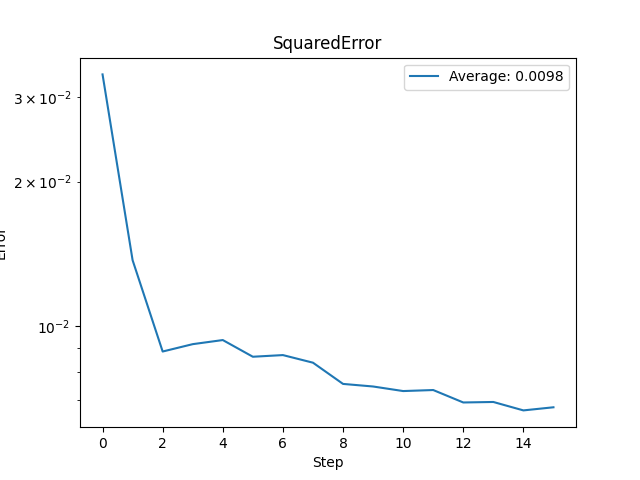 SquaredError
Average: 0.0098
3 × 10⁻²
2 × 10⁻²
10⁻²
Error
0 2 4 6 8 10 12 14
Step